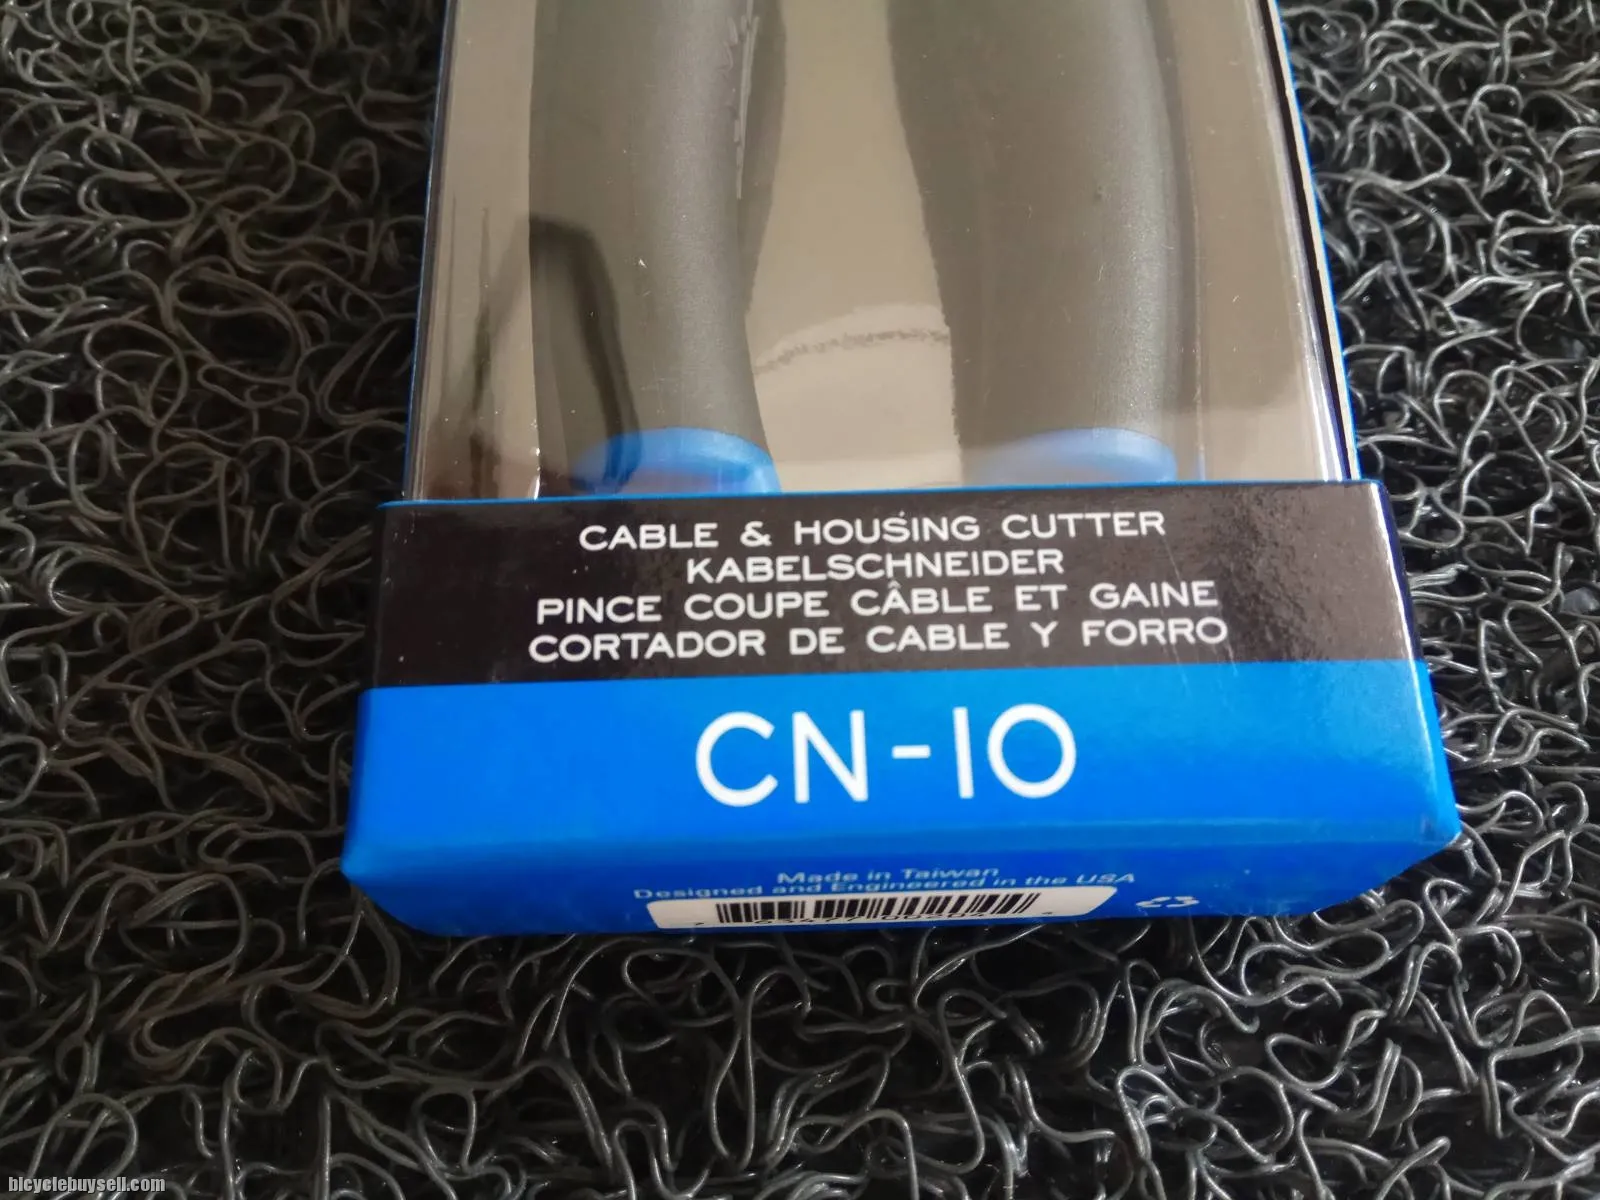 CABLE & HOUSING CUTTER
KABELSCHNEIDER
PINCE COUPE CÂBLE ET GAINE
CORTADOR DE CABLE Y FORRO
CN-10
Made in Taiwan
Designed and Engineered in the USA
bicyclebuysell.com